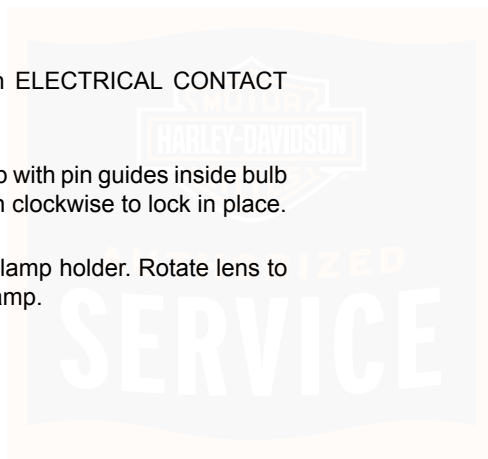 ELECTRICAL CONTACT
with pin guides inside bulb
clockwise to lock in place.
lamp holder. Rotate lens to
MOTOR
HARLEY-DAVIDSON
AUTHORIZED
SERVICE